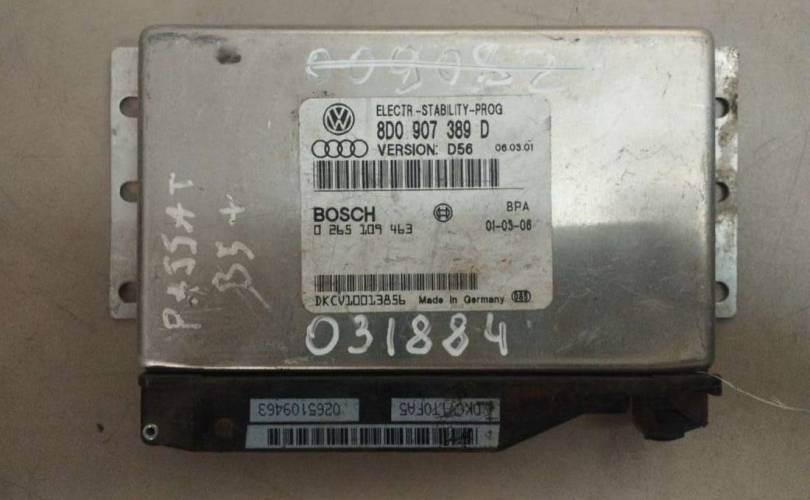 0090852
ELECTR.-STABILITY-PROG.
8D0 907 389 D
VERSION: D56 06.03.01
BOSCH BPA
0 265 109 463 01-03-06
DKCV10013856 Made in Germany
PASSAT
B5+
031884
0265109463